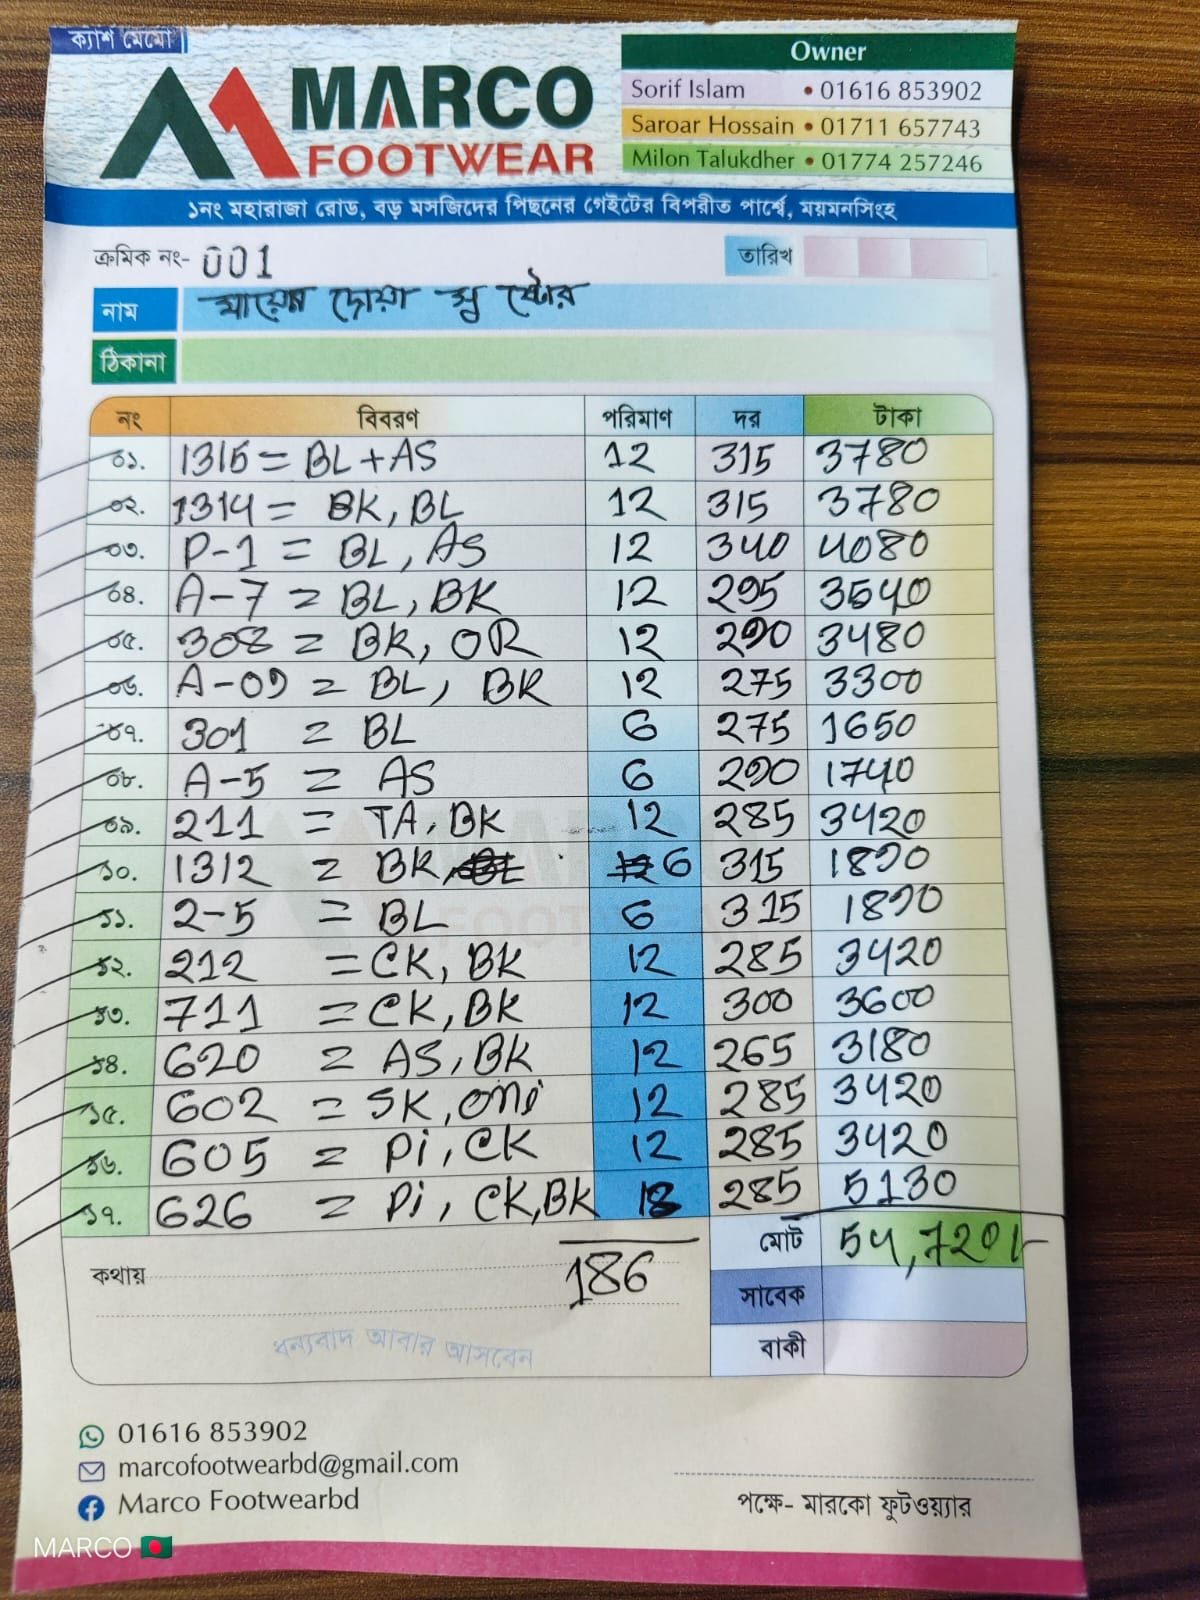 ক্যাশ মেমো
MARCO
FOOTWEAR
Owner
Sorif Islam • 01616 853902
Saroar Hossain • 01711 657743
Milon Talukdher • 01774 257246
১নং মহারাজা রোড, বড় মসজিদের পিছনের গেইটের বিপরীত পার্শ্বে, ময়মনসিংহ
ক্রমিক নং- 001 তারিখ
নাম মায়ের দোয়া সু ষ্টোর
ঠিকানা
নং বিবরণ পরিমাণ দর টাকা
০১. 1315 = BL+AS 12 315 3780
০২. 1314 = BK, BL 12 315 3780
০৩. P-1 = BL, AS 12 340 4080
০৪. A-7 = BL, BK 12 295 3540
০৫. 308 = BK, OR 12 290 3480
০৬. A-09 = BL, BK 12 275 3300
০৭. 301 = BL 6 275 1650
০৮. A-5 = AS 6 290 1740
০৯. 211 = TA, BK 12 285 3420
১০. 1312 = BK, 6 315 1890
১১. 2-5 = BL 6 315 1890
১২. 212 = CK, BK 12 285 3420
১৩. 711 = CK, BK 12 300 3600
১৪. 620 = AS, BK 12 265 3180
১৫. 602 = SK, omi 12 285 3420
১৬. 605 = Pi, CK 12 285 3420
১৭. 626 = Pi, CK, BK 18 285 5130
মোট 54,720/-
কথায় 186
সাবেক
বাকী
ধন্যবাদ আবার আসবেন
01616 853902
marcofootwearbd@gmail.com
Marco Footwearbd
পক্ষে- মারকো ফুটওয়্যার
MARCO 🇧🇩